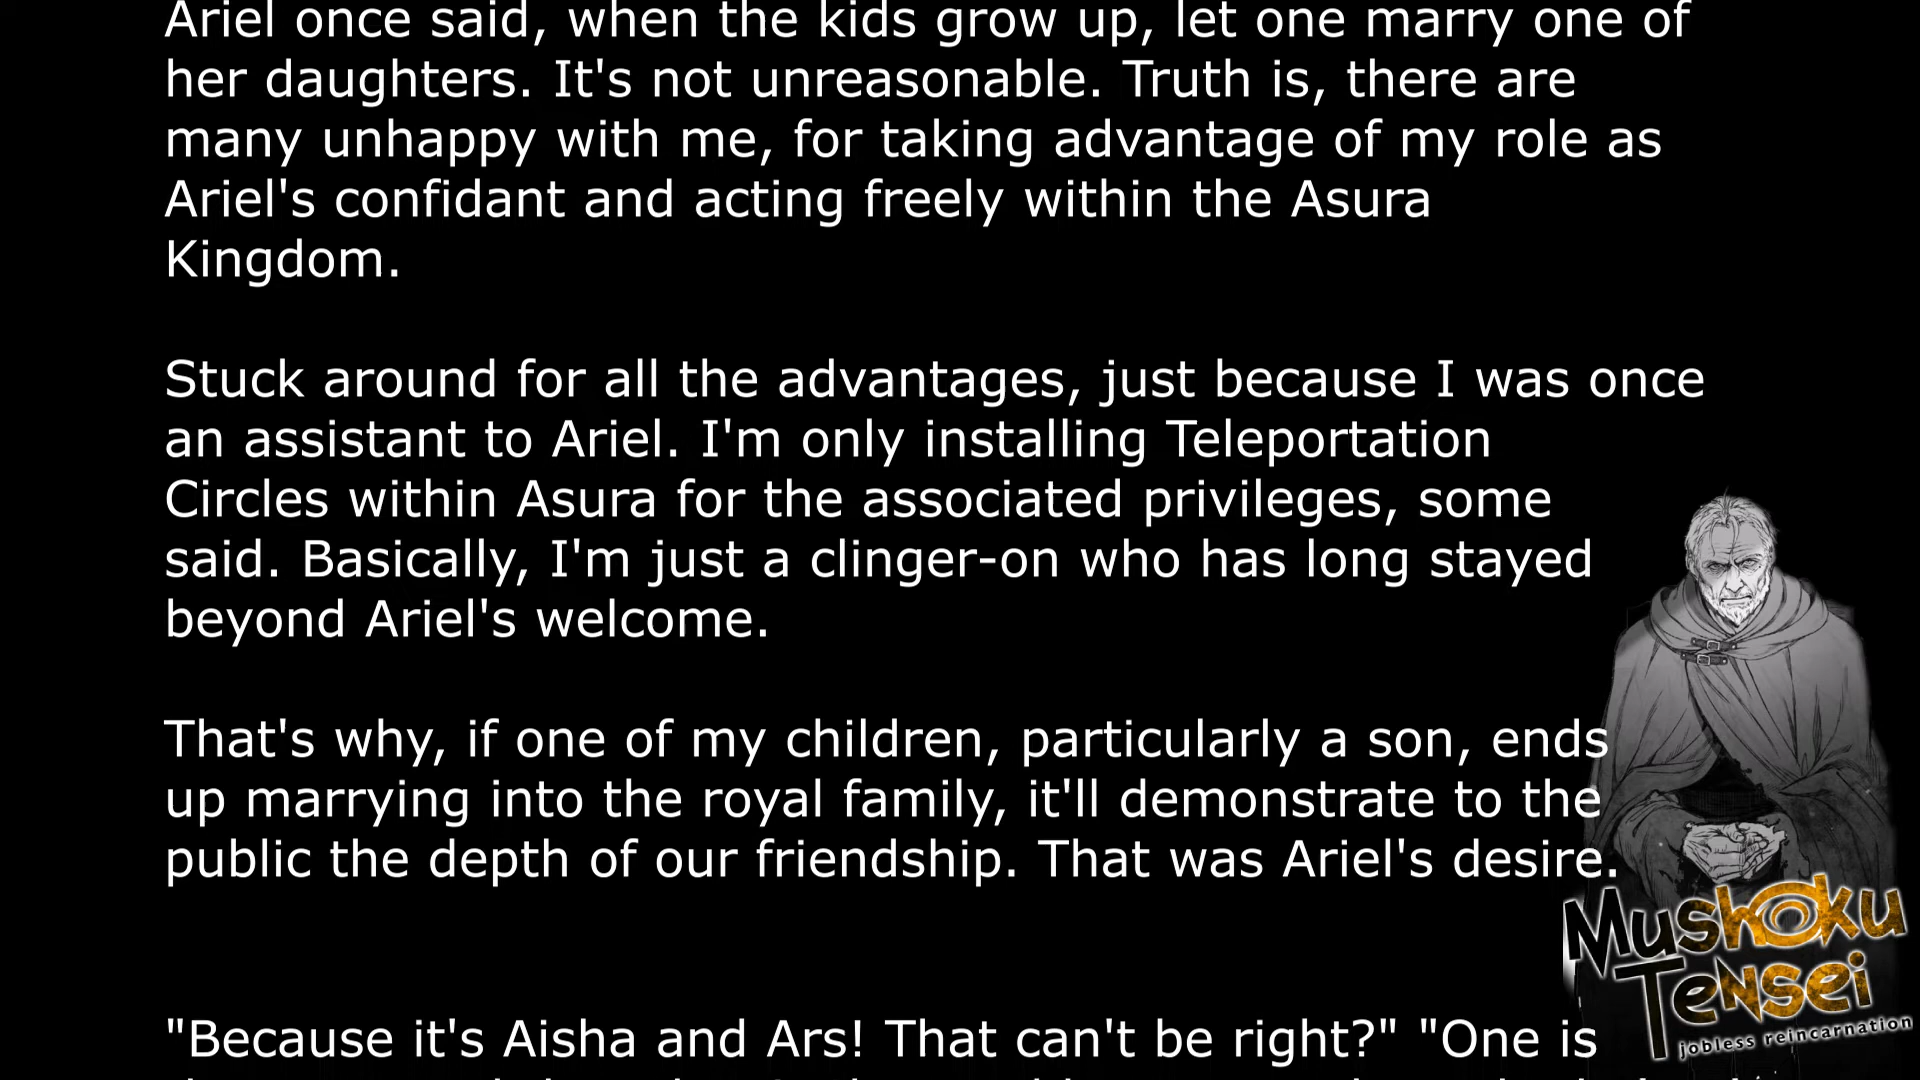 Ariel once said, when the kids grow up, let one marry one of
her daughters. It's not unreasonable. Truth is, there are
many unhappy with me, for taking advantage of my role as
Ariel's confidant and acting freely within the Asura
Kingdom.
Stuck around for all the advantages, just because I was once
an assistant to Ariel. I'm only installing Teleportation
Circles within Asura for the associated privileges, some
said. Basically, I'm just a clinger-on who has long stayed
beyond Ariel's welcome.
That's why, if one of my children, particularly a son, ends
up marrying into the royal family, it'll demonstrate to the
public the depth of our friendship. That was Ariel's desire.
"Because it's Aisha and Ars! That can't be right?" "One is
Mushoku
Tensei
jobless reincarnation